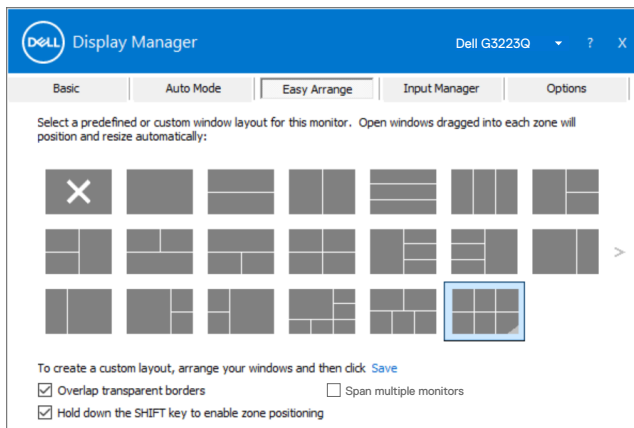 DELL Display Manager Dell G3223Q ? X
Basic Auto Mode Easy Arrange Input Manager Options
Select a predefined or custom window layout for this monitor. Open windows dragged into each zone will
position and resize automatically:
>
To create a custom layout, arrange your windows and then click Save
Overlap transparent borders Span multiple monitors
Hold down the SHIFT key to enable zone positioning